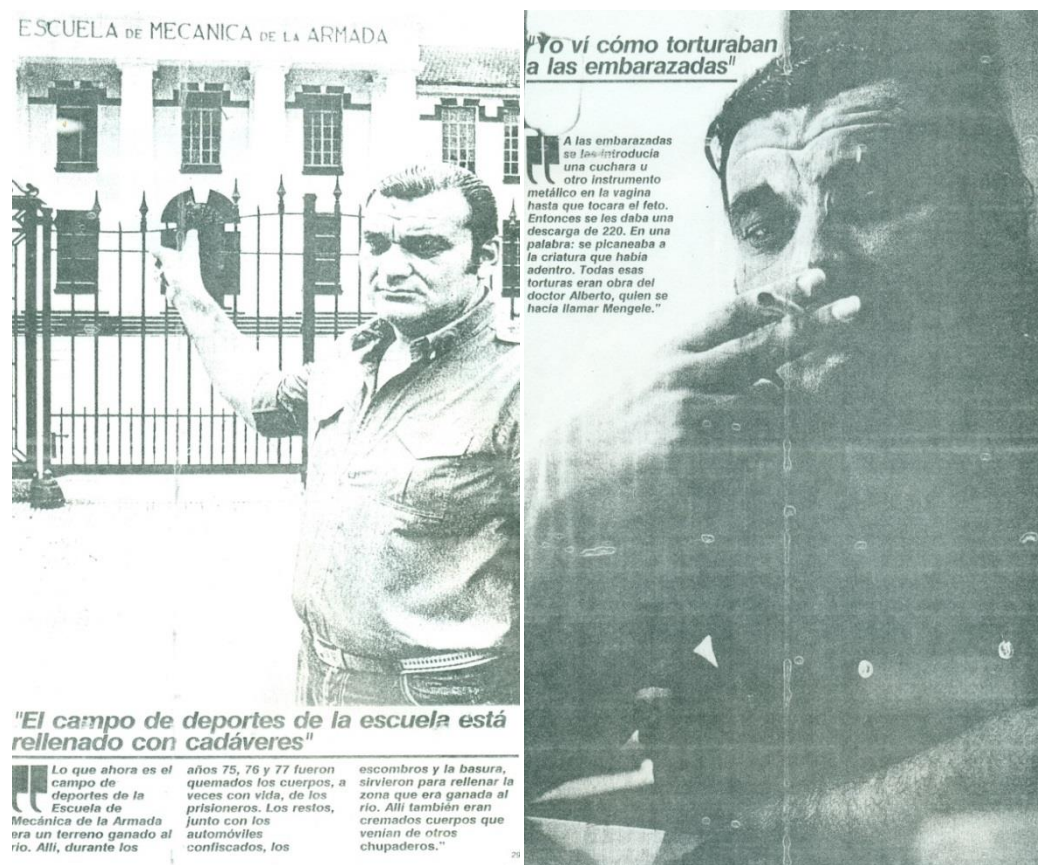 ESCUELA DE MECANICA DE LA ARMADA
"El campo de deportes de la escuela está
rellenado con cadáveres"
Lo que ahora es el
campo de
deportes de la
Escuela de
Mecánica de la Armada
era un terreno ganado al
río. Allí, durante los
años 75, 76 y 77 fueron
quemados los cuerpos, a
veces con vida, de los
prisioneros. Los restos,
junto con los
automóviles
confiscados, los
escombros y la basura,
sirvieron para rellenar la
zona que era ganada al
río. Allí también eran
cremados cuerpos que
venían de otros
chupaderos."
29
"Yo ví cómo torturaban
a las embarazadas"
A las embarazadas
se las introducía
una cuchara u
otro instrumento
metálico en la vagina
hasta que tocara el feto.
Entonces se les daba una
descarga de 220. En una
palabra: se picaneaba a
la criatura que había
adentro. Todas esas
torturas eran obra del
doctor Alberto, quien se
hacía llamar Mengele."